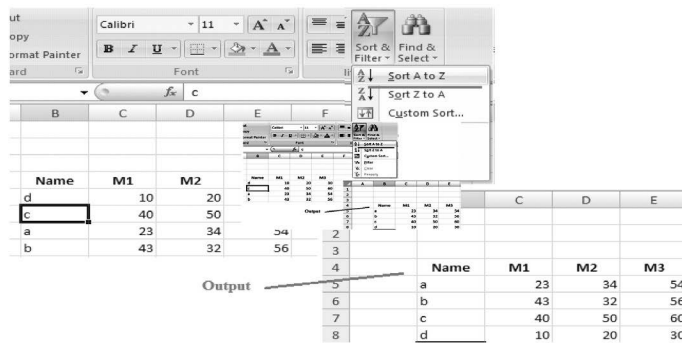 ut
Calibri
11
A A
opy
ormat Painter
B I U
A
Sort & Find &
Filter Select
ard
Font
Sort A to Z
Sort Z to A
Custom Sort...
fx c
B C D E F
Name M1 M2
d 10 20
c 40 50
a 23 34 54
b 43 32 56
Output
C D E
2
3
4 Name M1 M2 M3
5 a 23 34 54
6 b 43 32 56
7 c 40 50 60
8 d 10 20 30